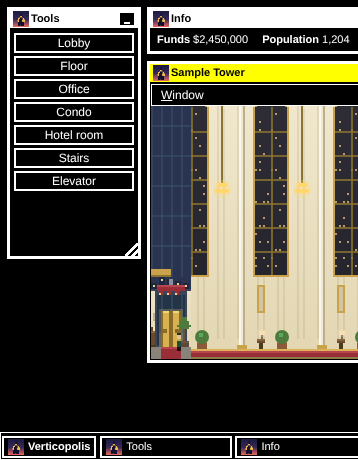 Tools
Lobby
Floor
Office
Condo
Hotel room
Stairs
Elevator
Info
Funds $2,450,000 Population 1,204
Sample Tower
Window
Verticopolis
Tools
Info